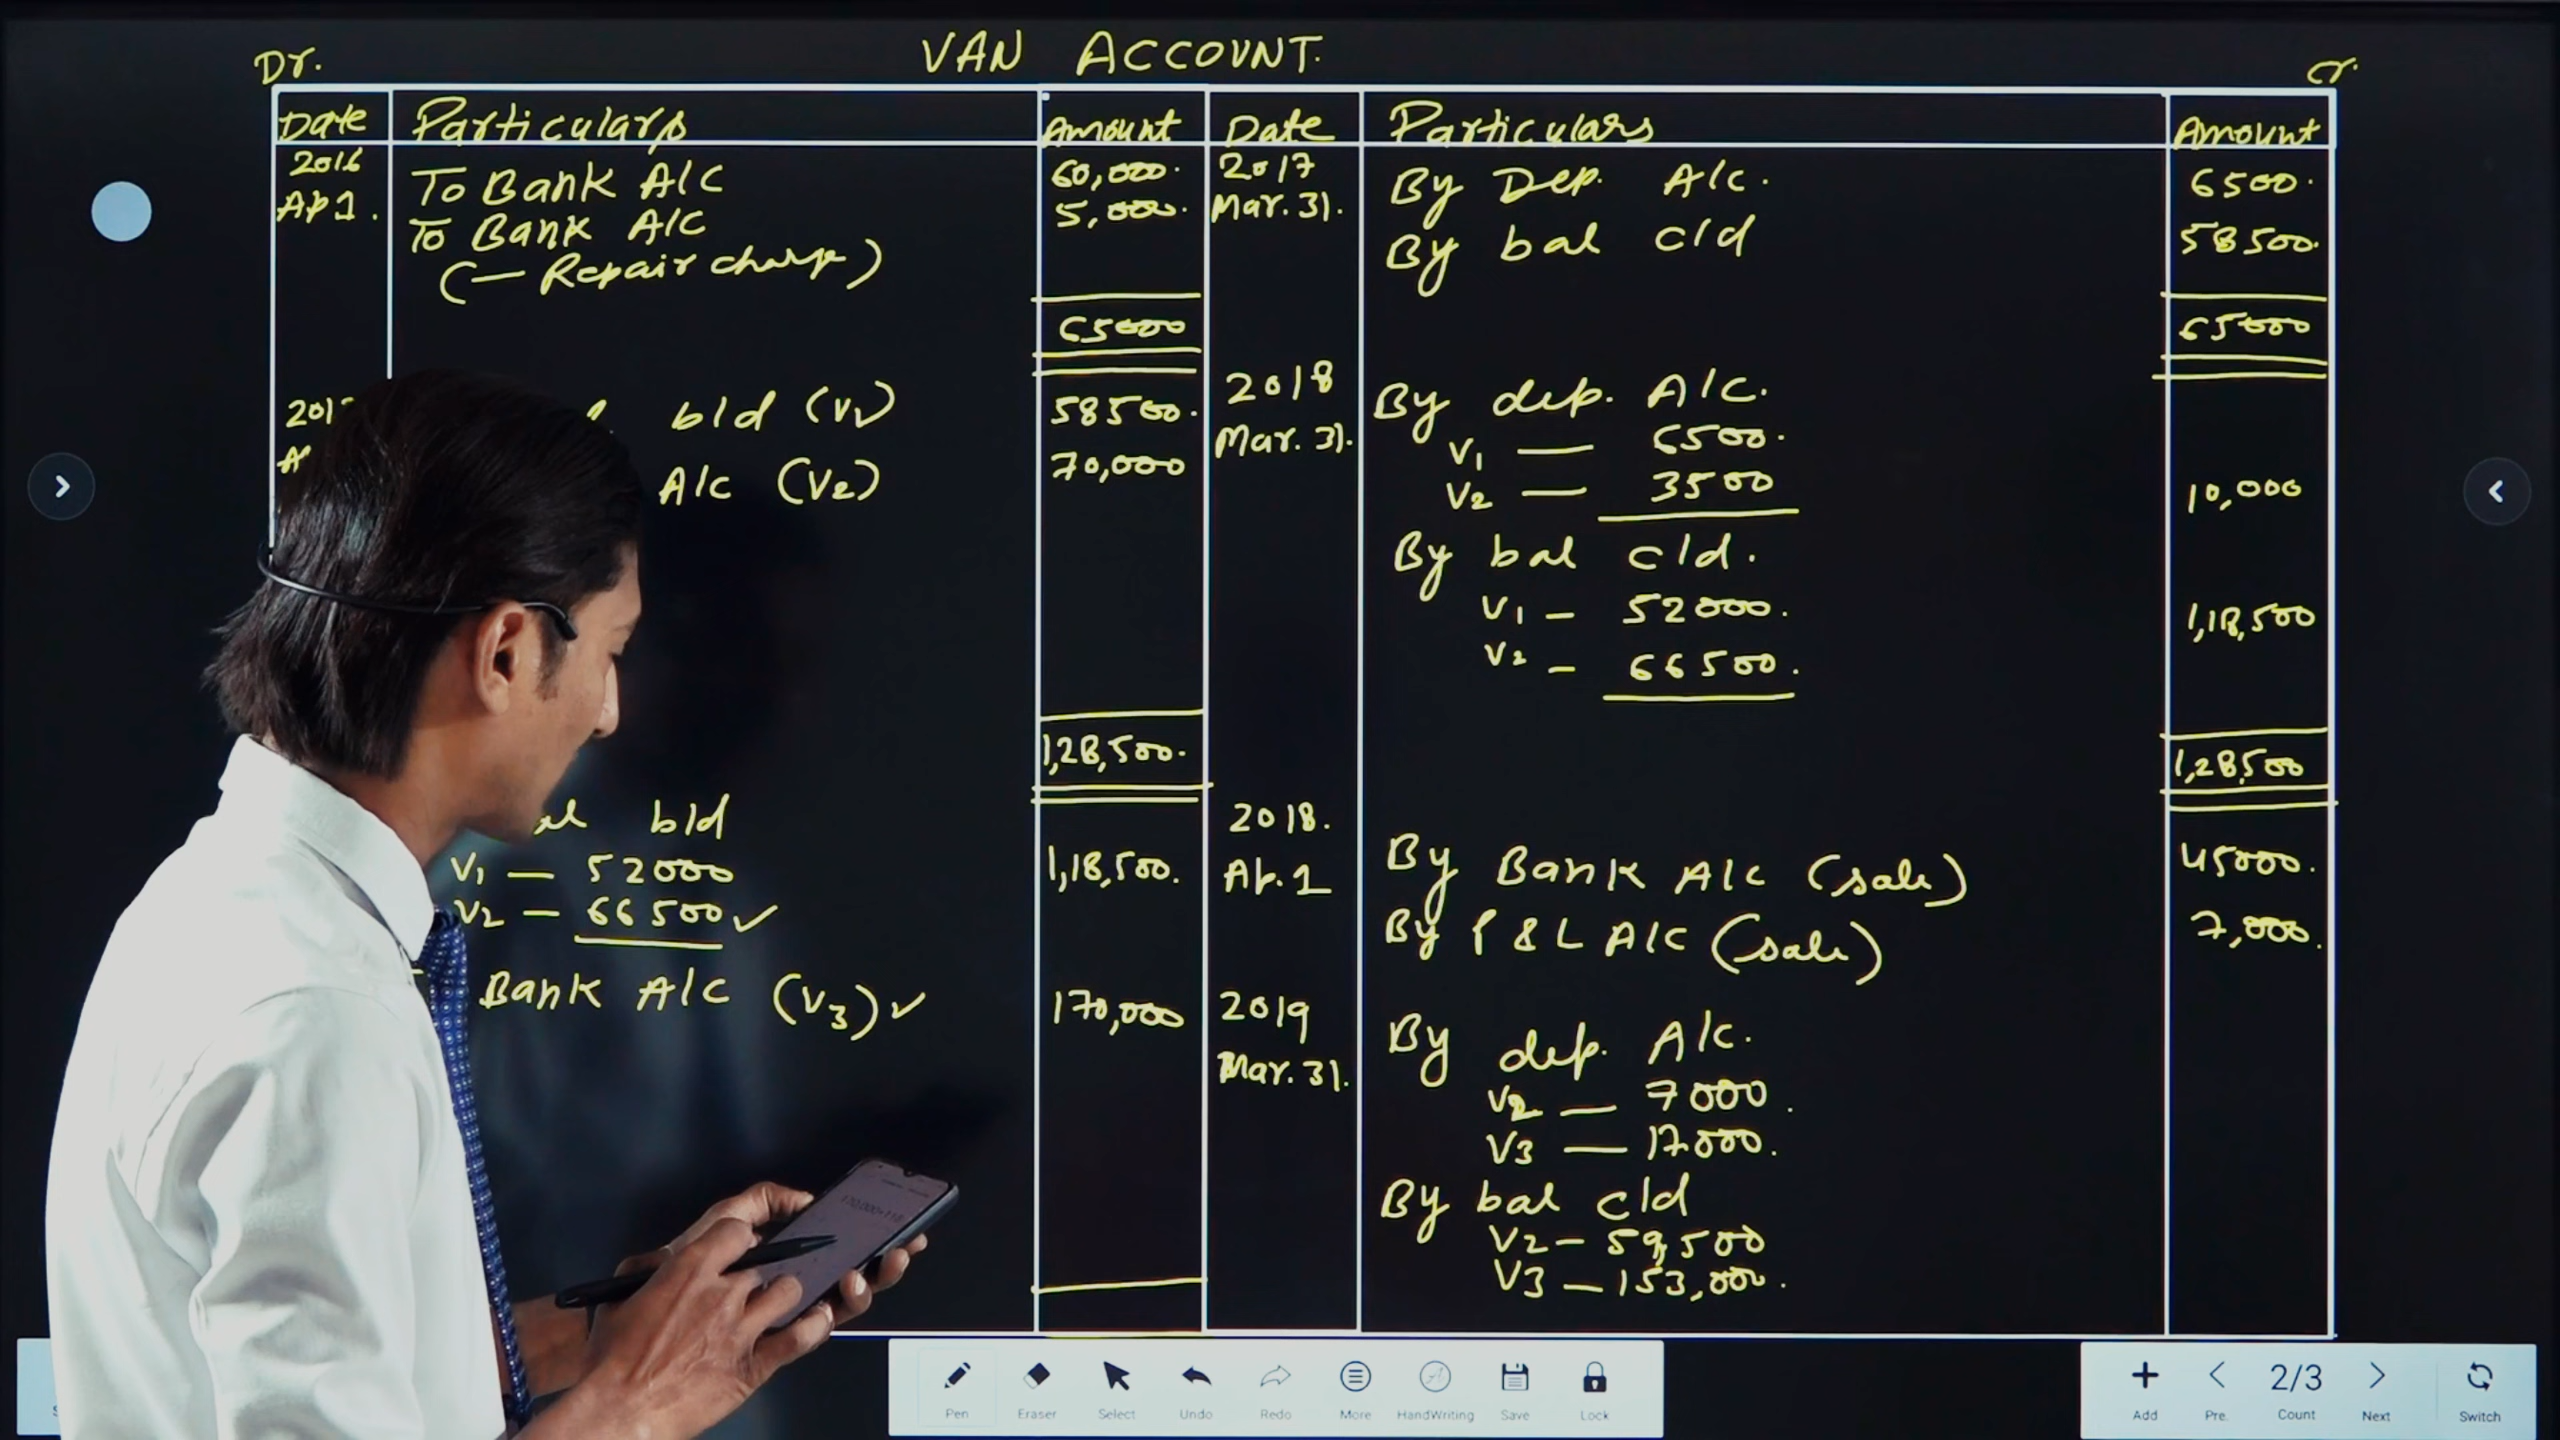 VAN ACCOUNT.
Dr.
Cr.
Date Particulars Amount Date Particulars Amount
2016 To Bank A/C 60,000. 2017 By Dep. A/c. 6500.
Ap 1. To Bank A/C 5,000. Mar. 31. By bal c/d 58500.
(— Repair charge)
65000 65000
b/d (V1) 58500. 2018 By dep. A/C.
A/c (V2) 70,000 Mar. 31. V1 — 6500.
V2 — 3500 10,000
By bal c/d.
V1 — 52000. 1,18,500
V2 — 66500.
1,28,500. 1,28,500
b/d 2018.
V1 — 52000 1,18,500. Ap. 1 By Bank A/c (sale) 45000.
V2 — 66500 ✓ By P & L A/C (sale) 7,000.
Bank A/C (V3) ✓ 170,000 2019 By dep. A/c.
Mar. 31. V2 — 7000.
V3 — 17000.
By bal c/d
V2 — 59,500
V3 — 153,000.
Pen Eraser Select Undo Redo More HandWriting Save Lock
Add Pre. 2/3 Count Next Switch